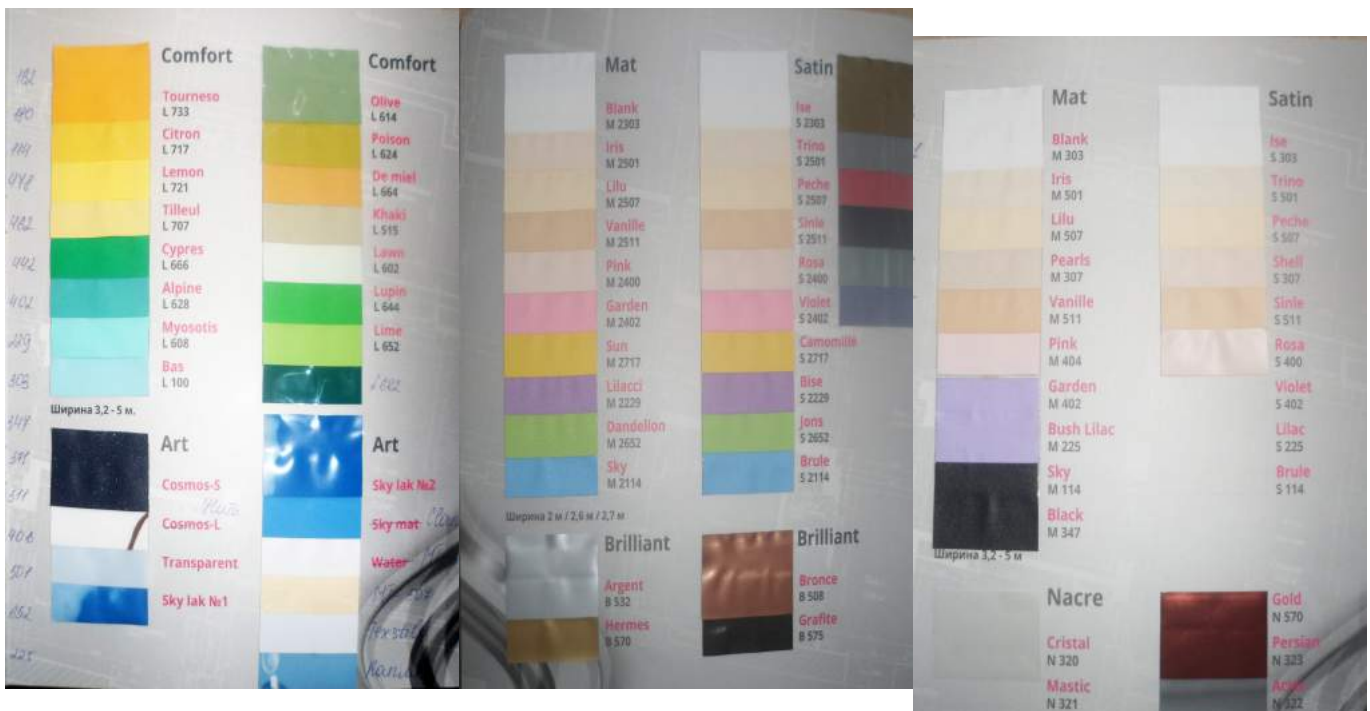 Comfort
Tourneso
L 733
Citron
L 717
Lemon
L 721
Tilleul
L 707
Cypres
L 666
Alpine
L 628
Myosotis
L 608
Bas
L 100
Ширина 3,2 - 5 м.
Art
Cosmos-S
Cosmos-L
Transparent
Sky lak №1
Comfort
Olive
L 614
Poison
L 624
De miel
L 664
Khaki
L 515
Lawn
L 602
Lupin
L 644
Lime
L 652
L 622
Art
Sky lak №2
Sky mat
Water
Mat
Blank
M 2303
Iris
M 2501
Lilu
M 2507
Vanille
M 2511
Pink
M 2400
Garden
M 2402
Sun
M 2717
Lilacci
M 2229
Dandelion
M 2652
Sky
M 2114
Ширина 2 м / 2,6 м / 2,7 м
Brilliant
Argent
B 532
Hermes
B 570
Satin
Ise
S 2303
Trino
S 2501
Peche
S 2507
Sinle
S 2511
Rosa
S 2400
Violet
S 2402
Camomille
S 2717
Bise
S 2229
Jons
S 2652
Brule
S 2114
Brilliant
Bronce
B 508
Grafite
B 575
Mat
Blank
M 303
Iris
M 501
Lilu
M 507
Pearls
M 307
Vanille
M 511
Pink
M 404
Garden
M 402
Bush Lilac
M 225
Sky
M 114
Black
M 347
Ширина 3,2 - 5 м
Nacre
Cristal
N 320
Mastic
N 321
Satin
Ise
S 303
Trino
S 501
Peche
S 507
Shell
S 307
Sinle
S 511
Rosa
S 400
Violet
S 402
Lilac
S 225
Brule
S 114
Gold
N 570
Persian
N 323
N 322